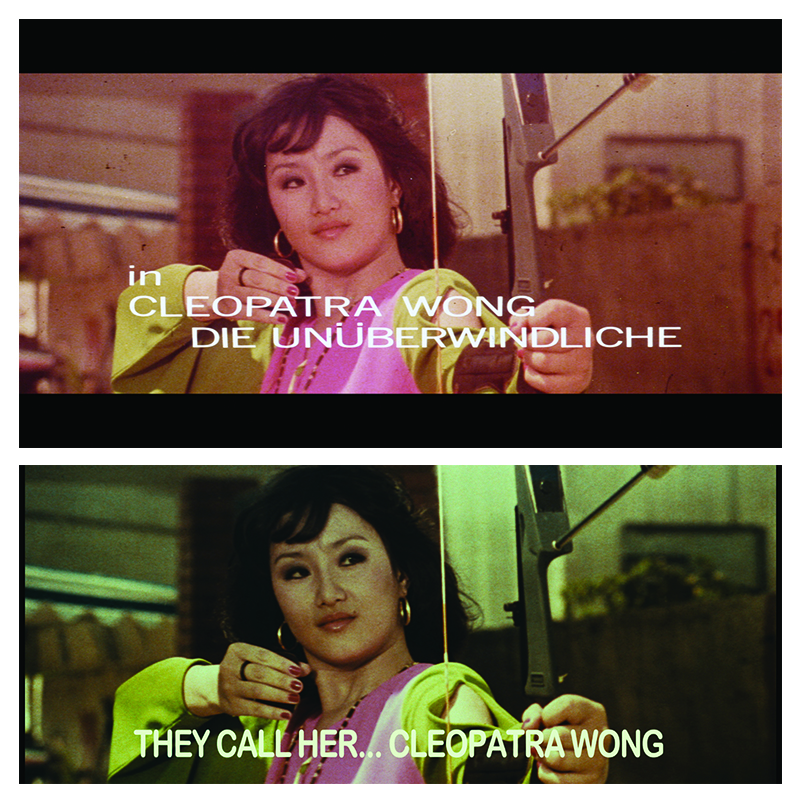 in
CLEOPATRA WONG
DIE UNÜBERWINDLICHE
THEY CALL HER... CLEOPATRA WONG